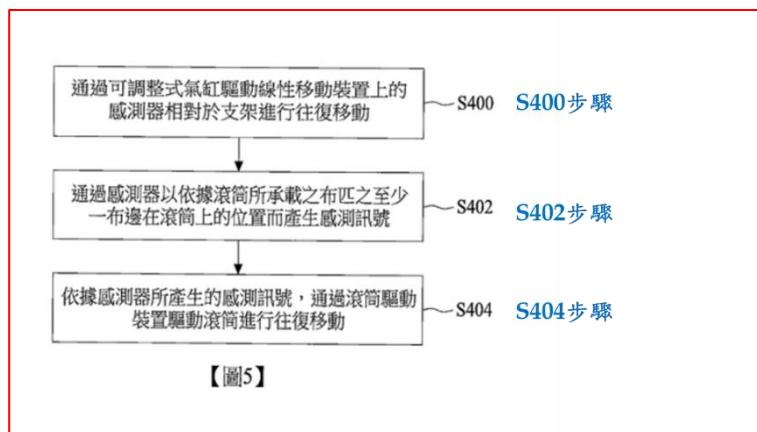 通過可調整式氣缸驅動線性移動裝置上的
感測器相對於支架進行往復移動
S400 S400步驟
通過感測器以依據滾筒所承載之布匹之至少
一布邊在滾筒上的位置而產生感測訊號
S402 S402步驟
依據感測器所產生的感測訊號，通過滾筒驅動
裝置驅動滾筒進行往復移動
S404 S404步驟
【圖5】